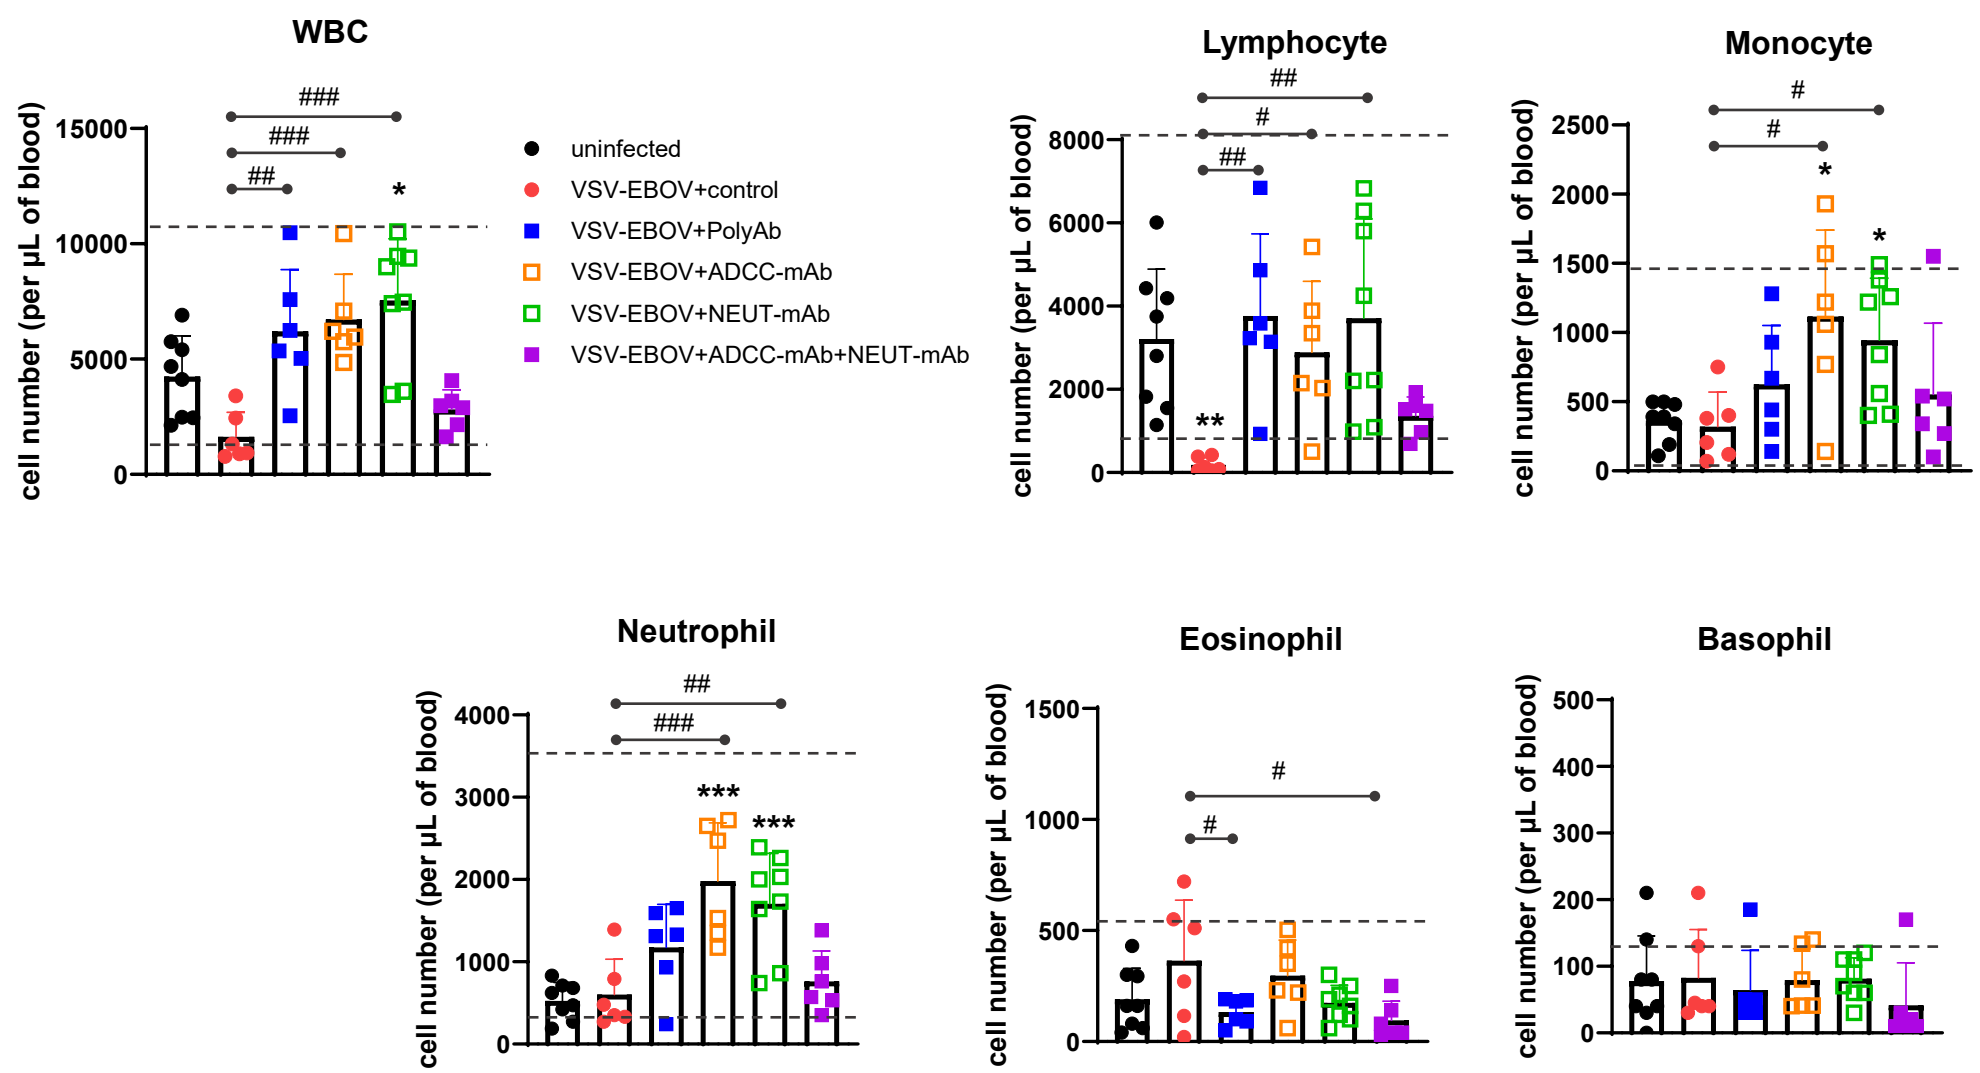 WBC
cell number (per µL of blood)
15000
10000
5000
0
###
###
##
*
uninfected
VSV-EBOV+control
VSV-EBOV+PolyAb
VSV-EBOV+ADCC-mAb
VSV-EBOV+NEUT-mAb
VSV-EBOV+ADCC-mAb+NEUT-mAb
Lymphocyte
cell number (per µL of blood)
8000
6000
4000
2000
0
##
#
##
**
Monocyte
cell number (per µL of blood)
2500
2000
1500
1000
500
0
#
#
*
*
Neutrophil
cell number (per µL of blood)
4000
3000
2000
1000
0
##
###
***
***
Eosinophil
cell number (per µL of blood)
1500
1000
500
0
#
#
Basophil
cell number (per µL of blood)
500
400
300
200
100
0